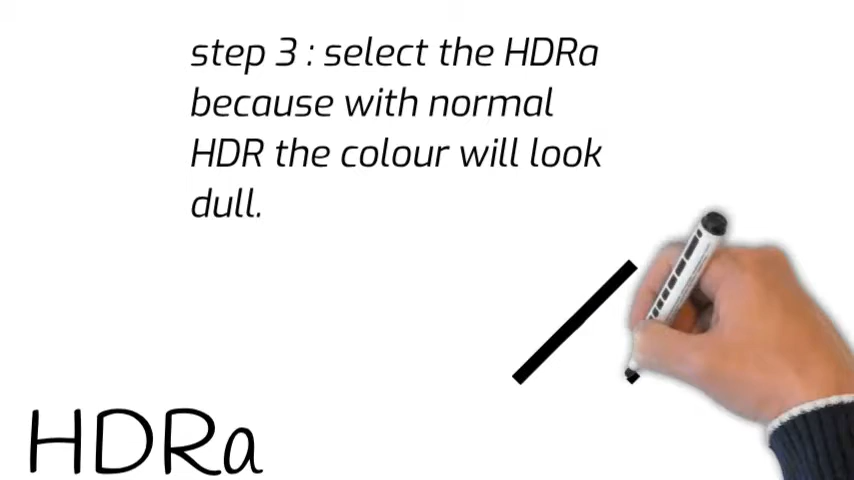 step 3 : select the HDRa
because with normal
HDR the colour will look
dull.
HDRa